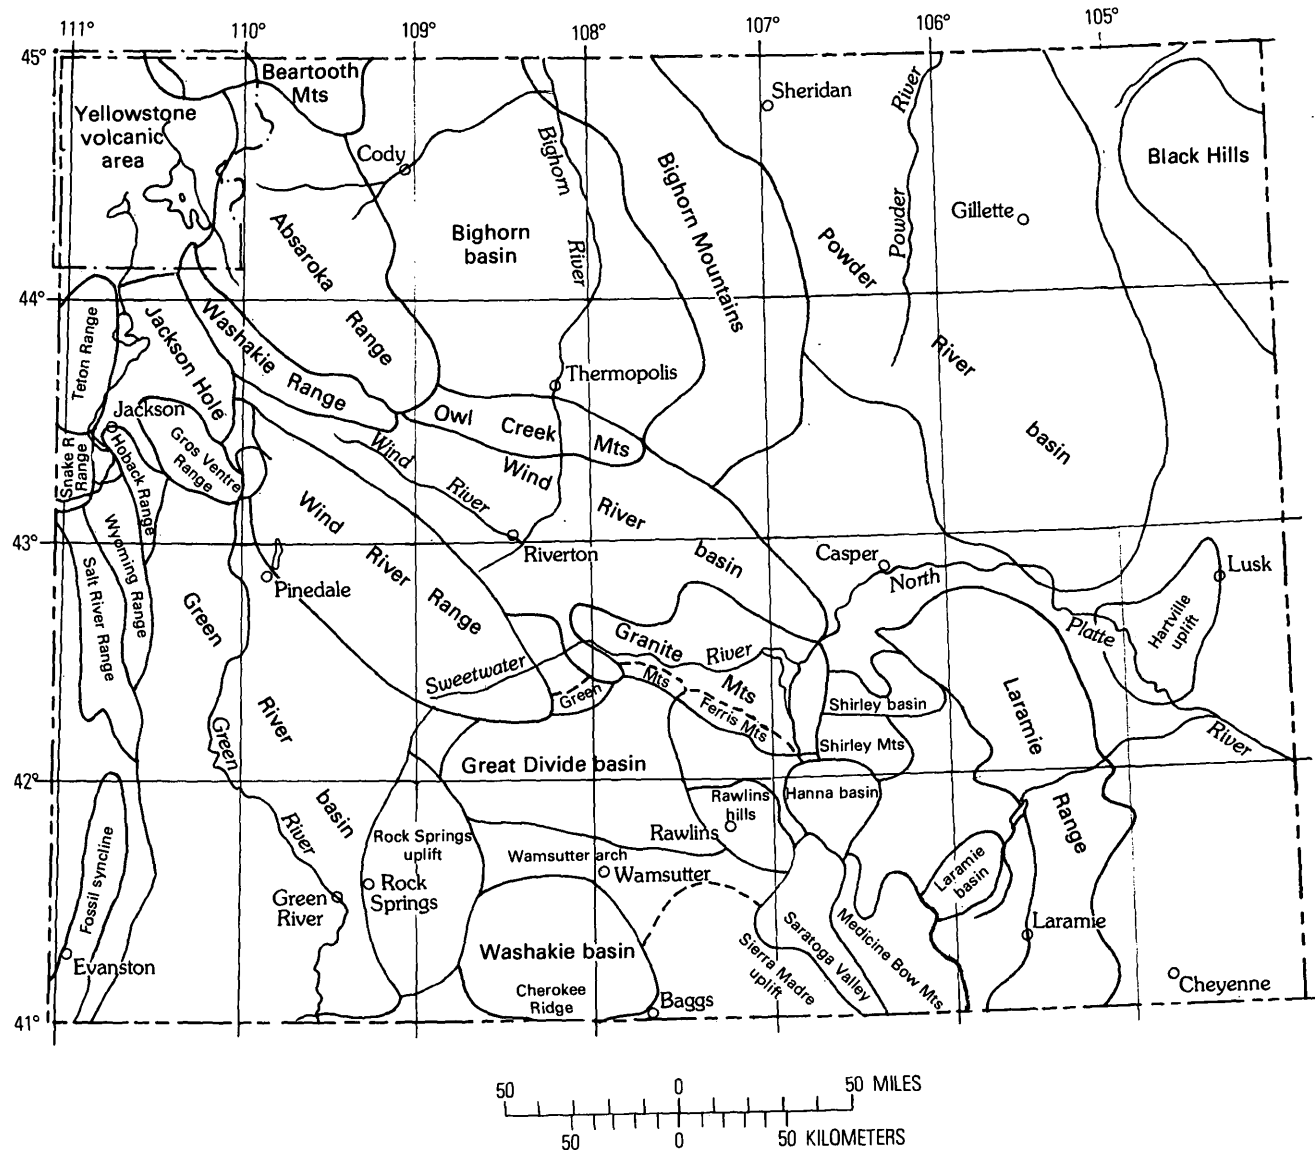 111° 110° 109° 108° 107° 106° 105°
45°
Beartooth
Mts
Yellowstone
volcanic
area
Sheridan
River
Black Hills
Cody
Bighorn
River
Bighorn
basin
Absaroka
Range
Bighorn Mountains
Powder
Powder
Gillette
44°
Teton Range
Jackson Hole
Washakie Range
River
basin
Thermopolis
Jackson
Owl Creek Mts
Snake R
Range
Hoback Range
Gros Ventre
Range
Wind
River
Wind
River
basin
Wind
River
Range
43°
Riverton
Casper
North
Platte
River
Lusk
Pinedale
Wyoming Range
Salt River Range
Green
River
basin
Hartville
uplift
Granite
Mts
Sweetwater
River
Green
Mts
Ferris Mts
Shirley basin
Shirley Mts
Laramie
Range
Green
River
42°
Great Divide basin
Rawlins
hills
Hanna basin
Rawlins
Rock Springs
uplift
Wamsutter arch
Wamsutter
Fossil syncline
Rock
Springs
Green
River
Laramie
basin
Laramie
Washakie basin
Saratoga Valley
Medicine Bow Mts
Sierra Madre
uplift
Evanston
Cherokee
Ridge
Baggs
Cheyenne
41°
50 0 50 MILES
50 0 50 KILOMETERS